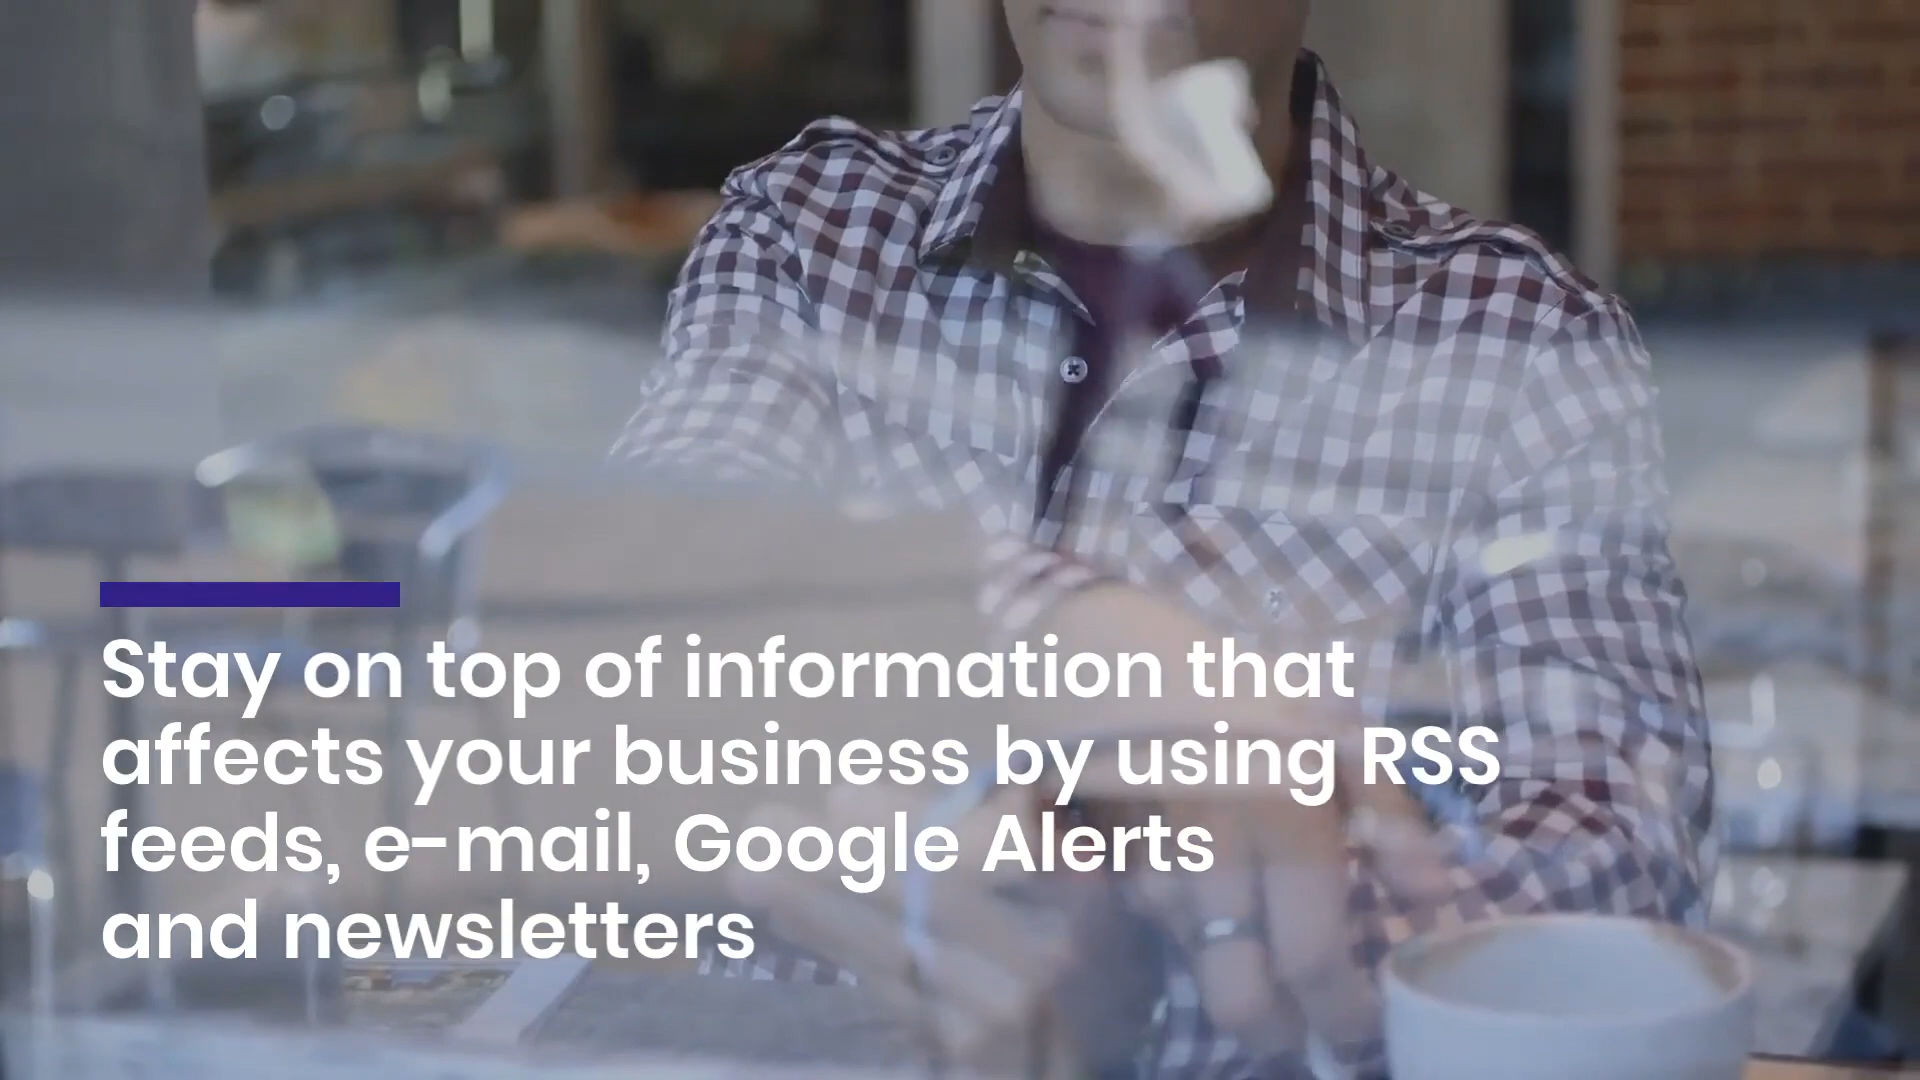 Stay on top of information that
affects your business by using RSS
feeds, e-mail, Google Alerts
and newsletters